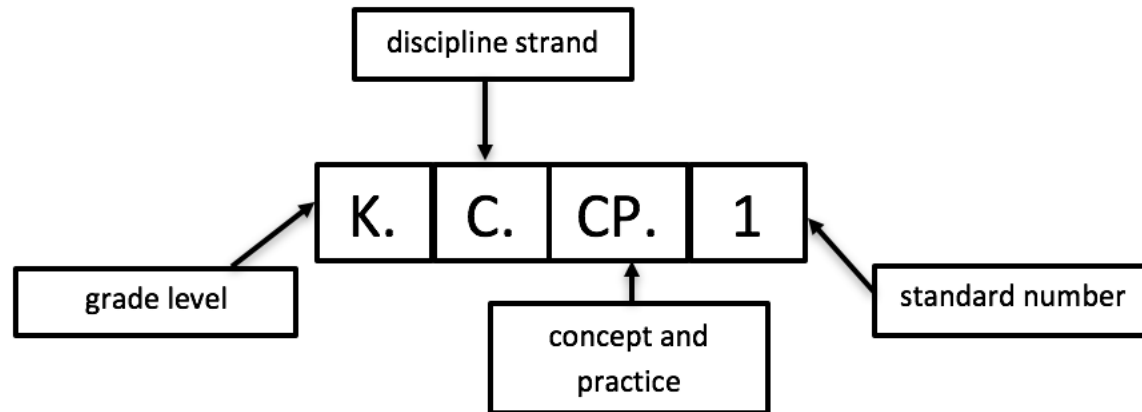 discipline strand
K. C. CP. 1
grade level
standard number
concept and
practice